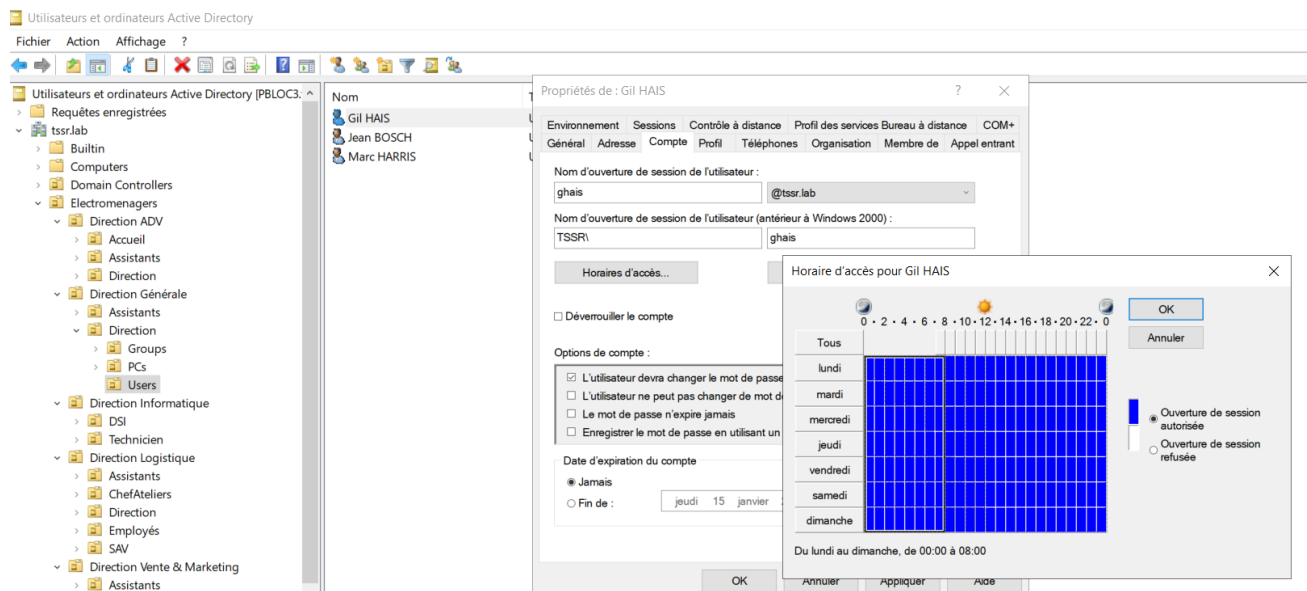 Utilisateurs et ordinateurs Active Directory
Fichier Action Affichage ?
Utilisateurs et ordinateurs Active Directory [PBLOC3.
Requêtes enregistrées
tssr.lab
Builtin
Computers
Domain Controllers
Electromenagers
Direction ADV
Accueil
Assistants
Direction
Direction Générale
Assistants
Direction
Groups
PCs
Users
Direction Informatique
DSI
Technicien
Direction Logistique
Assistants
ChefAteliers
Direction
Employés
SAV
Direction Vente & Marketing
Assistants
Nom
Gil HAIS
Jean BOSCH
Marc HARRIS
Propriétés de : Gil HAIS ?
Environnement Sessions Contrôle à distance Profil des services Bureau à distance COM+
Général Adresse Compte Profil Téléphones Organisation Membre de Appel entrant
Nom d'ouverture de session de l'utilisateur :
ghais @tssr.lab
Nom d'ouverture de session de l'utilisateur (antérieur à Windows 2000) :
TSSR\ ghais
Horaires d'accès...
Déverrouiller le compte
Options de compte :
L'utilisateur devra changer le mot de passe
L'utilisateur ne peut pas changer de mot d
Le mot de passe n'expire jamais
Enregistrer le mot de passe en utilisant un
Date d'expiration du compte
Jamais
Fin de : jeudi 15 janvier
OK Annuler Appliquer Aide
Horaire d'accès pour Gil HAIS
0 • 2 • 4 • 6 • 8 • 10 • 12 • 14 • 16 • 18 • 20 • 22 • 0
Tous
lundi
mardi
mercredi
jeudi
vendredi
samedi
dimanche
Du lundi au dimanche, de 00:00 à 08:00
OK
Annuler
Ouverture de session
autorisée
Ouverture de session
refusée